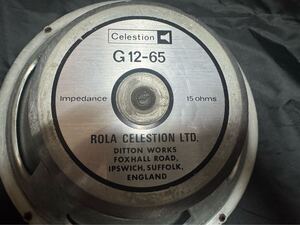 Celestion
G 12-65
Impedance 15 ohms
ROLA CELESTION LTD.
DITTON WORKS
FOXHALL ROAD,
IPSWICH, SUFFOLK,
ENGLAND